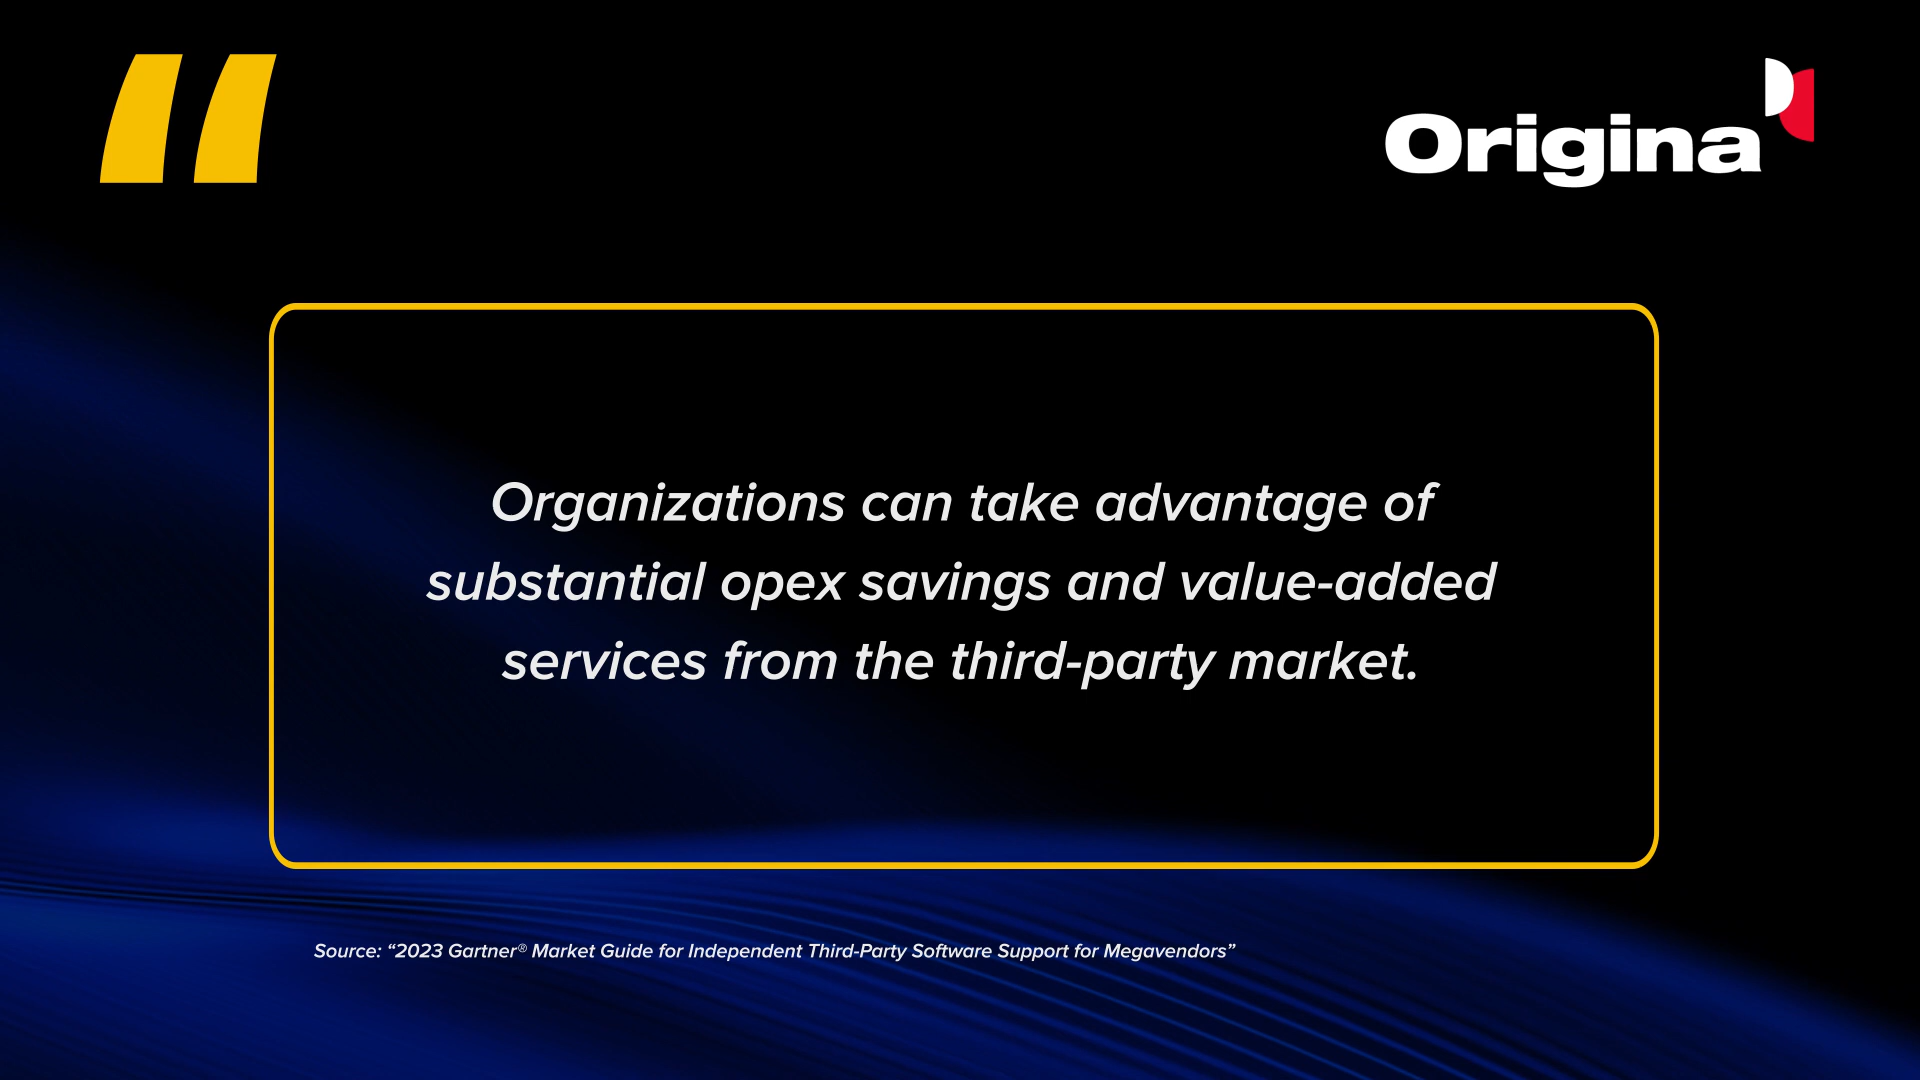 “
Origina
Organizations can take advantage of
substantial opex savings and value-added
services from the third-party market.
Source: “2023 Gartner® Market Guide for Independent Third-Party Software Support for Megavendors”